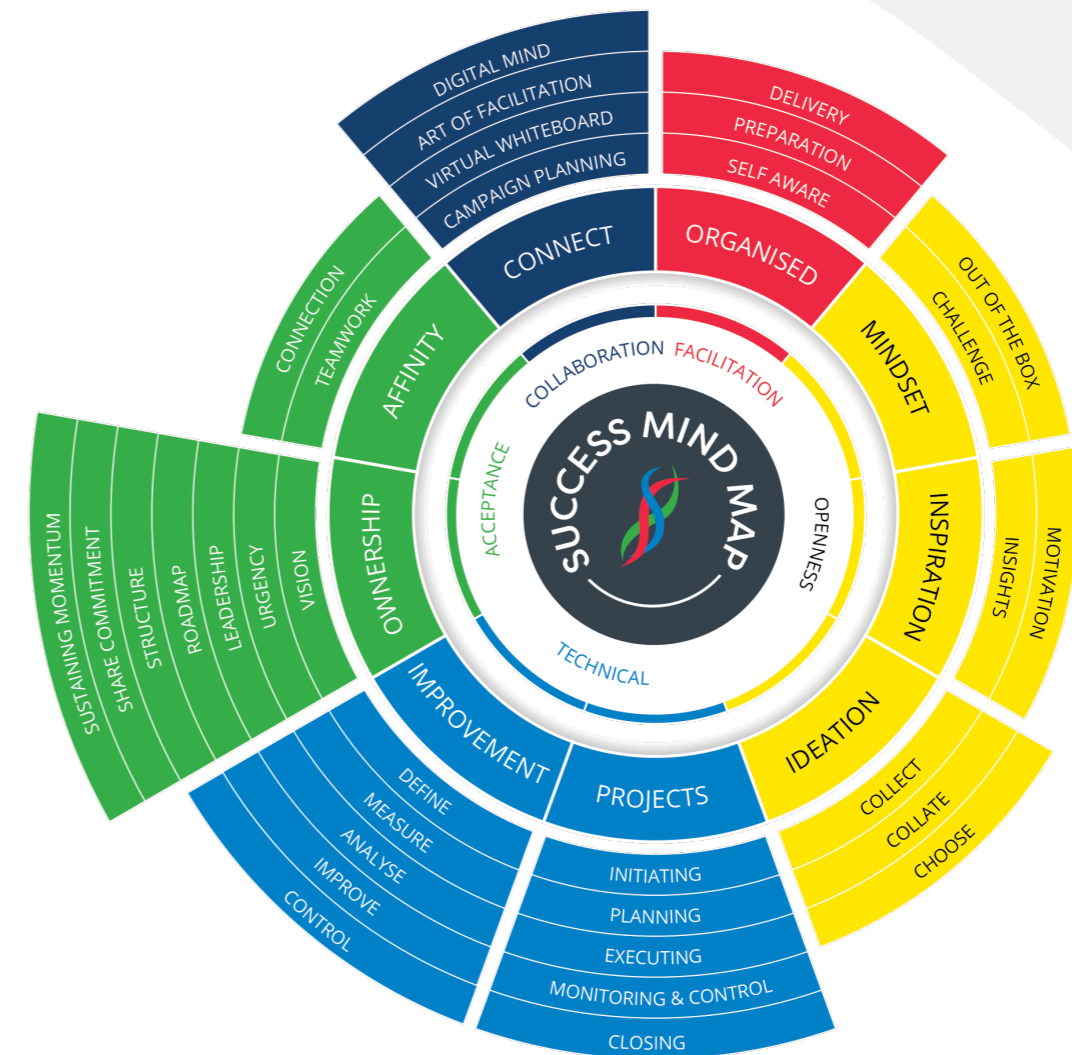 SUCCESS MIND MAP
COLLABORATION
FACILITATION
OPENNESS
TECHNICAL
ACCEPTANCE
CONNECT
DIGITAL MIND
ART OF FACILITATION
VIRTUAL WHITEBOARD
CAMPAIGN PLANNING
ORGANISED
DELIVERY
PREPARATION
SELF AWARE
MINDSET
OUT OF THE BOX
CHALLENGE
INSPIRATION
MOTIVATION
INSIGHTS
IDEATION
COLLECT
COLLATE
CHOOSE
PROJECTS
INITIATING
PLANNING
EXECUTING
MONITORING & CONTROL
CLOSING
IMPROVEMENT
DEFINE
MEASURE
ANALYSE
IMPROVE
CONTROL
OWNERSHIP
SUSTAINING MOMENTUM
SHARE COMMITMENT
STRUCTURE
ROADMAP
LEADERSHIP
URGENCY
VISION
AFFINITY
CONNECTION
TEAMWORK